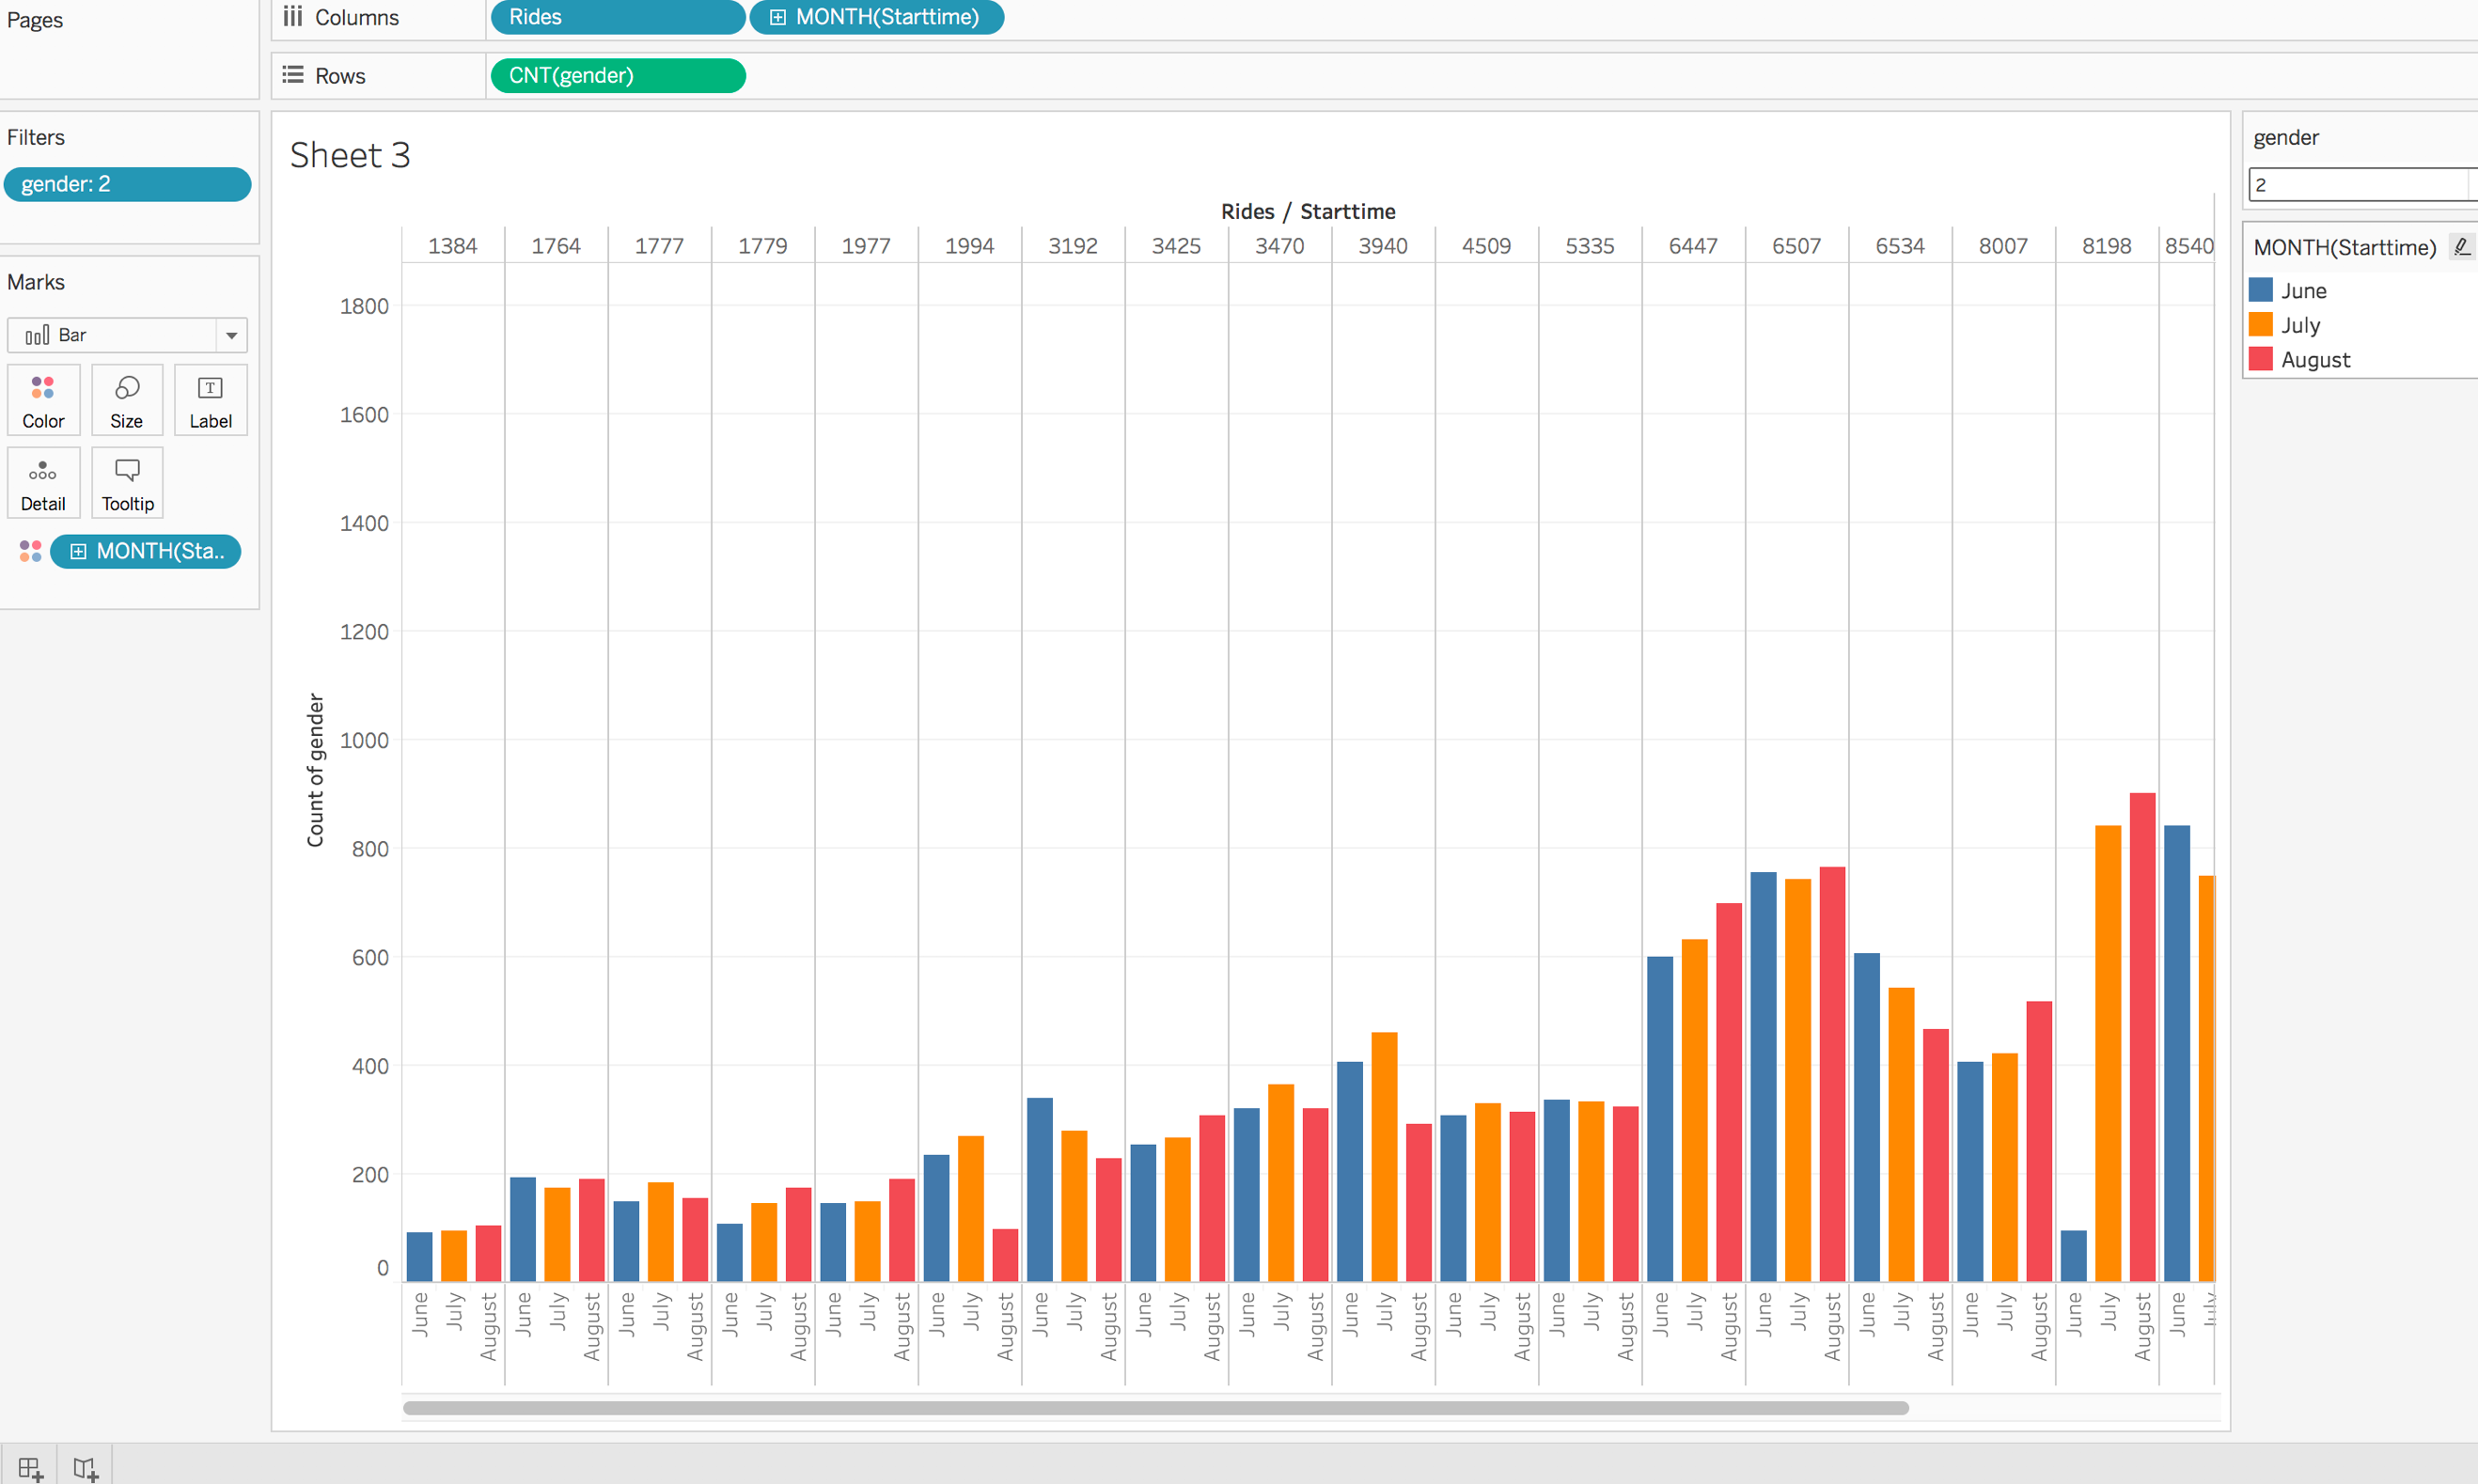 Pages
Columns
Rides
MONTH(Starttime)
Rows
CNT(gender)
Filters
gender: 2
Marks
Bar
Color
Size
Label
Detail
Tooltip
MONTH(Sta..
Sheet 3
Rides / Starttime
1384 1764 1777 1779 1977 1994 3192 3425 3470 3940 4509 5335 6447 6507 6534 8007 8198 8540
Count of gender
1800
1600
1400
1200
1000
800
600
400
200
0
June July August June July August June July August June July August June July August June July August June July August June July August June July August June July August June July August June July August June July August June July August June July August June July August June July August June July
gender
2
MONTH(Starttime)
June
July
August